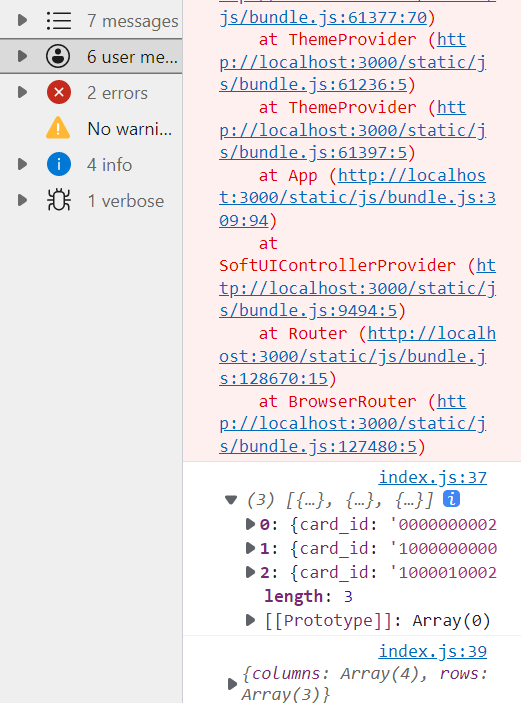 7 messages
6 user me...
2 errors
No warni...
4 info
1 verbose
js/bundle.js:61377:70)
at ThemeProvider (htt
p://localhost:3000/static/j
s/bundle.js:61236:5)
at ThemeProvider (htt
p://localhost:3000/static/j
s/bundle.js:61397:5)
at App (http://localhos
t:3000/static/js/bundle.js:3
09:94)
at
SoftUIControllerProvider (ht
tp://localhost:3000/static/j
s/bundle.js:9494:5)
at Router (http://localh
ost:3000/static/js/bundle.j
s:128670:15)
at BrowserRouter (htt
p://localhost:3000/static/j
s/bundle.js:127480:5)
index.js:37
(3) [{…}, {…}, {…}]
0: {card_id: '0000000002
1: {card_id: '1000000000
2: {card_id: '1000010002
length: 3
[[Prototype]]: Array(0)
index.js:39
{columns: Array(4), rows:
Array(3)}